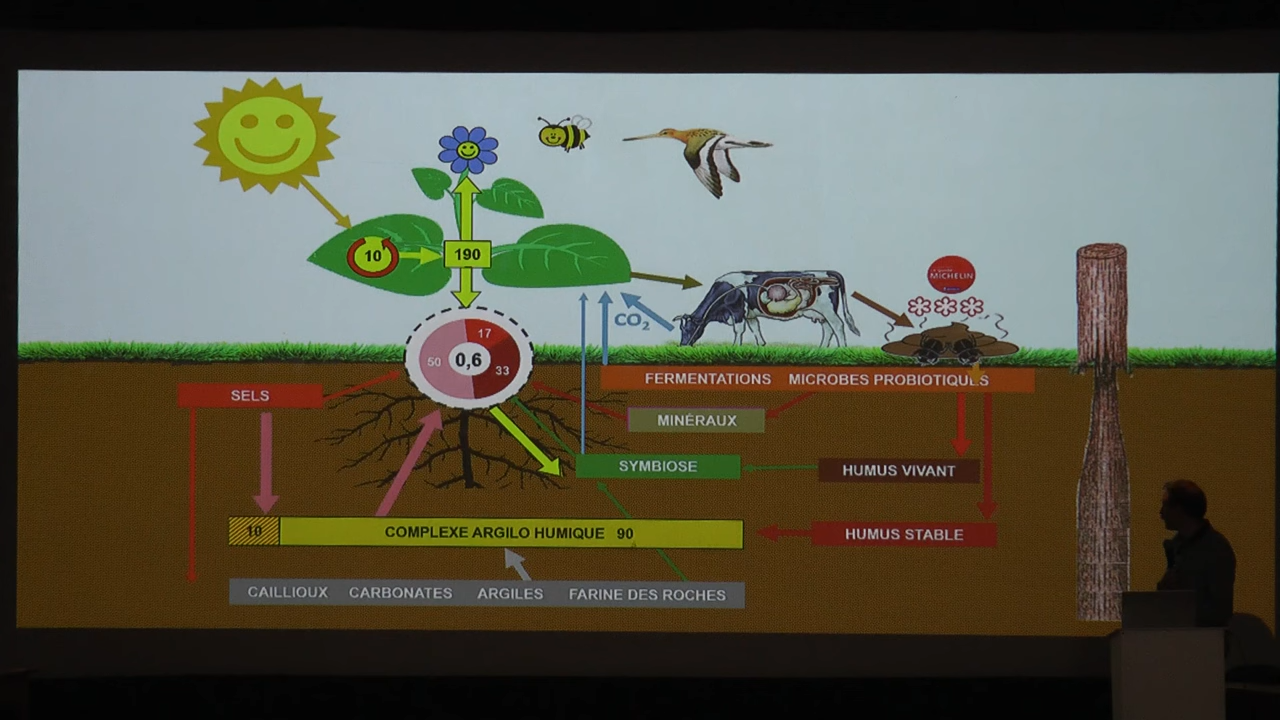 10
190
CO₂
MICHELIN
17
50
0,6
33
FERMENTATIONS MICROBES PROBIOTIQUES
SELS
MINÉRAUX
SYMBIOSE
HUMUS VIVANT
10
COMPLEXE ARGILO HUMIQUE 90
HUMUS STABLE
CAILLIOUX CARBONATES ARGILES FARINE DES ROCHES